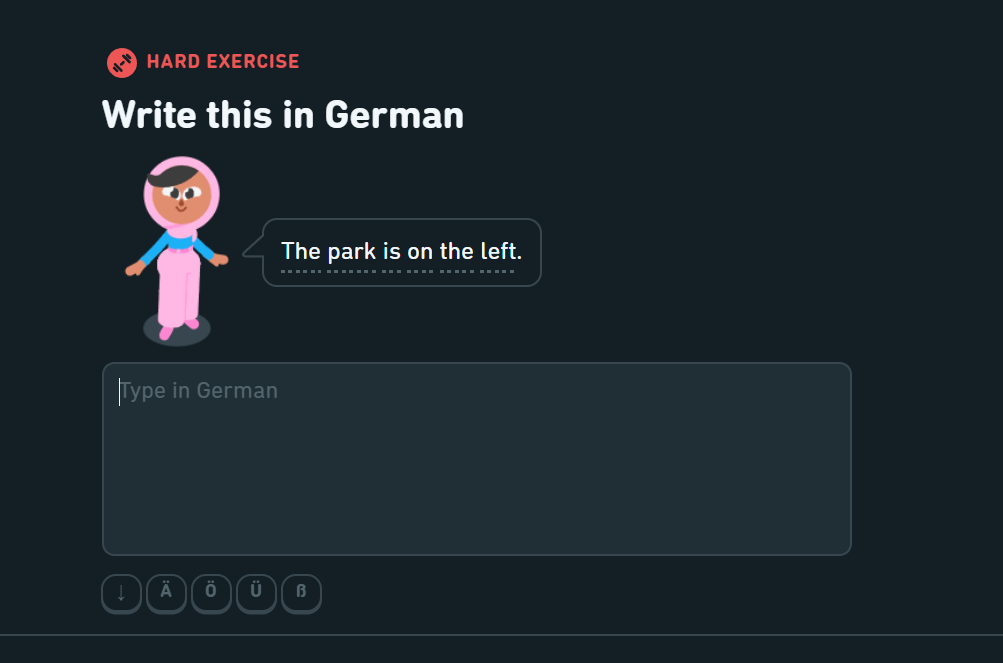 HARD EXERCISE
Write this in German
The park is on the left.
Type in German
↓ Ä Ö Ü ß